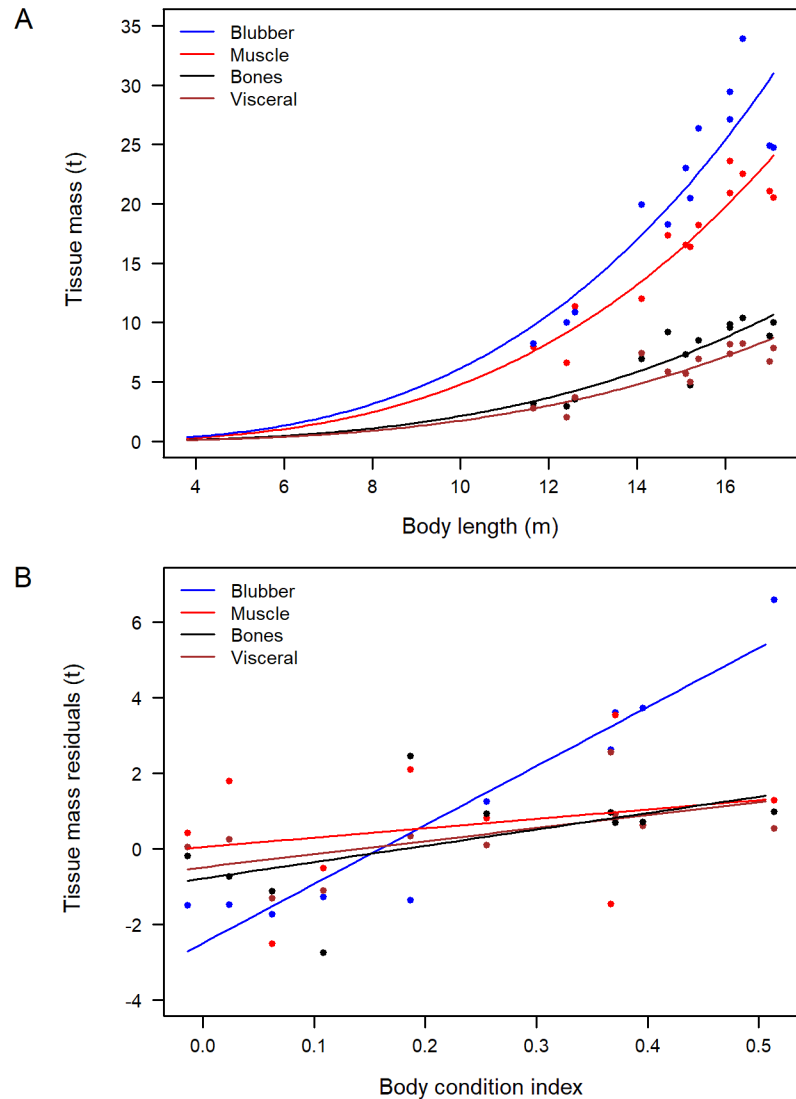 A
Blubber
Muscle
Bones
Visceral
35
30
25
20
15
10
5
0
Tissue mass (t)
4 6 8 10 12 14 16
Body length (m)
B
Blubber
Muscle
Bones
Visceral
6
4
2
0
-2
-4
Tissue mass residuals (t)
0.0 0.1 0.2 0.3 0.4 0.5
Body condition index